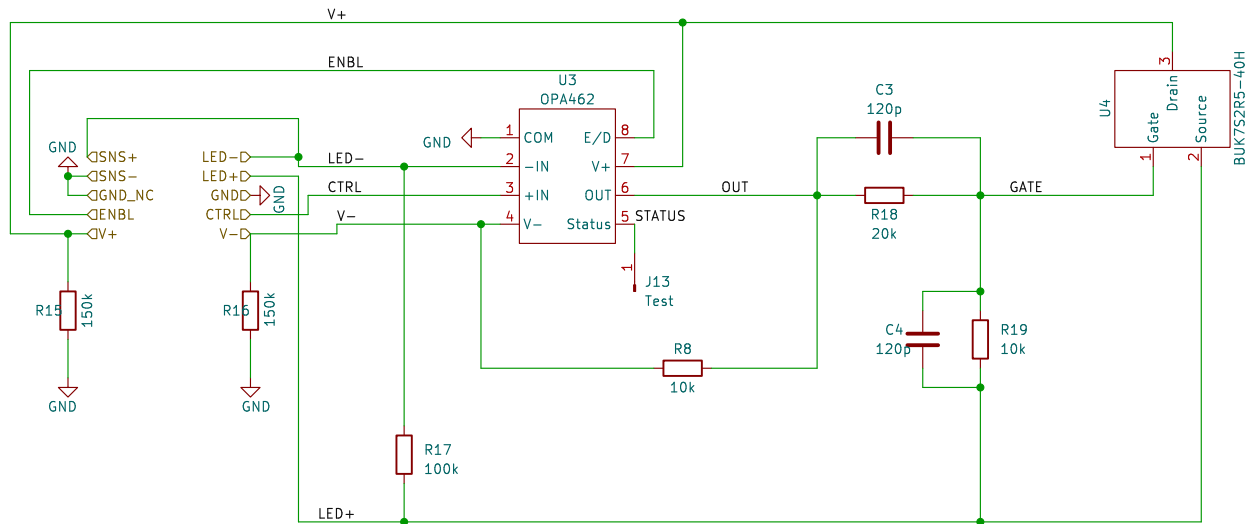 V+
ENBL
U3
OPA462
GND
1
COM
E/D
8
2
-IN
V+
7
3
+IN
OUT
6
4
V-
Status
5
LED-
CTRL
V-
STATUS
GND
SNS+
SNS-
GND_NC
ENBL
V+
LED-
LED+
GND
CTRL
V-
GND
R15
150k
GND
R16
150k
GND
J13
Test
1
OUT
C3
120p
R18
20k
GATE
U4
BUK7S2R5-40H
3
Drain
Gate
Source
1
2
R8
10k
C4
120p
R19
10k
R17
100k
LED+